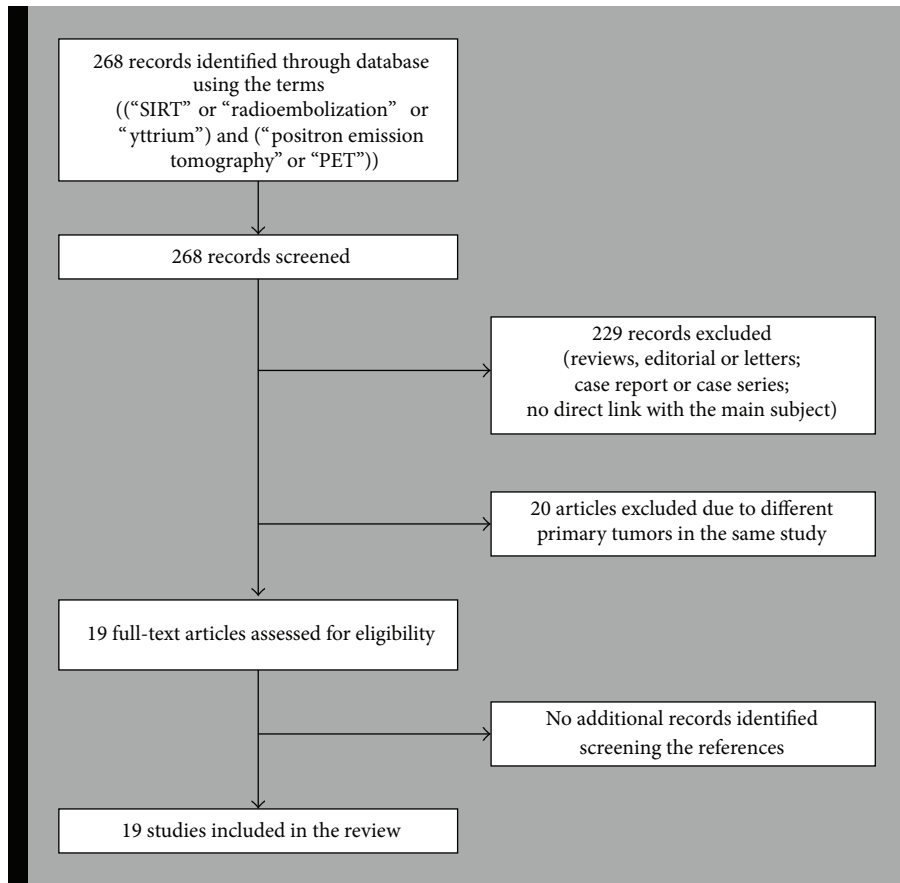 268 records identified through database
using the terms
((“SIRT” or “radioembolization” or
“yttrium”) and (“positron emission
tomography” or “PET”))
268 records screened
229 records excluded
(reviews, editorial or letters;
case report or case series;
no direct link with the main subject)
20 articles excluded due to different
primary tumors in the same study
19 full-text articles assessed for eligibility
No additional records identified
screening the references
19 studies included in the review